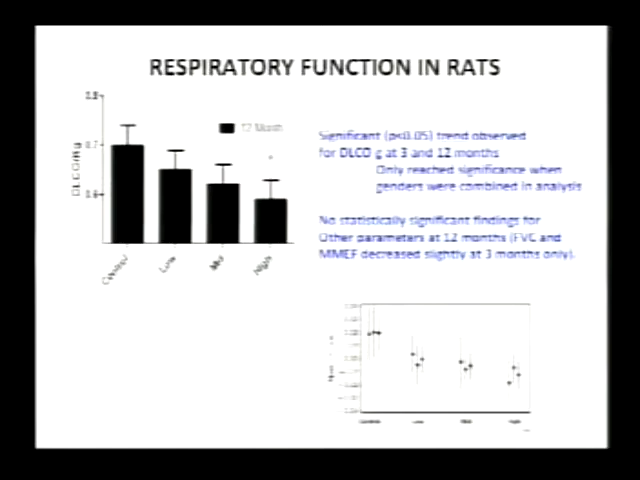 RESPIRATORY FUNCTION IN RATS
0.8
0.7
0.6
12 Month
*
Control
Low
Mid
High
Significant (p<0.05) trend observed
for DLCO g at 3 and 12 months
Only reached significance when
genders were combined in analysis
No statistically significant findings for
Other parameters at 12 months (FVC and
MMEF decreased slightly at 3 months only).